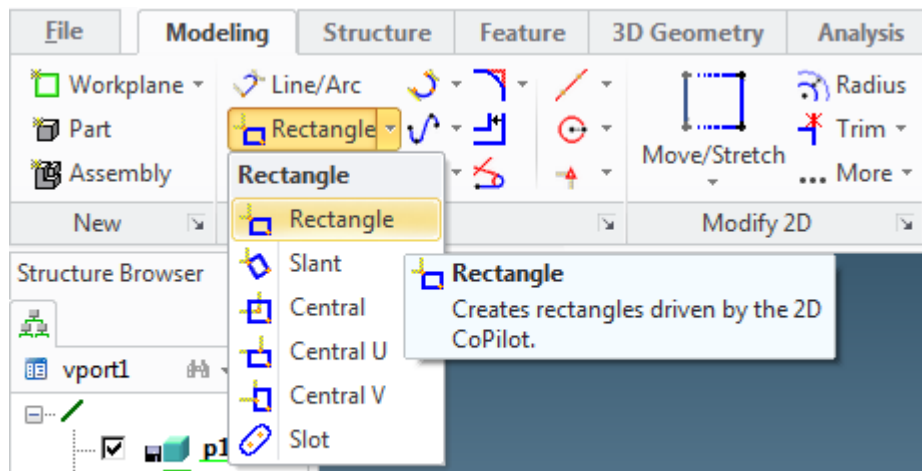 File Modeling Structure Feature 3D Geometry Analysis
Workplane Line/Arc Radius
Part Rectangle Trim
Move/Stretch
Assembly More
New Modify 2D
Rectangle
Rectangle
Slant
Central
Central U
Central V
Slot
Rectangle
Creates rectangles driven by the 2D
CoPilot.
Structure Browser
vport1
p1